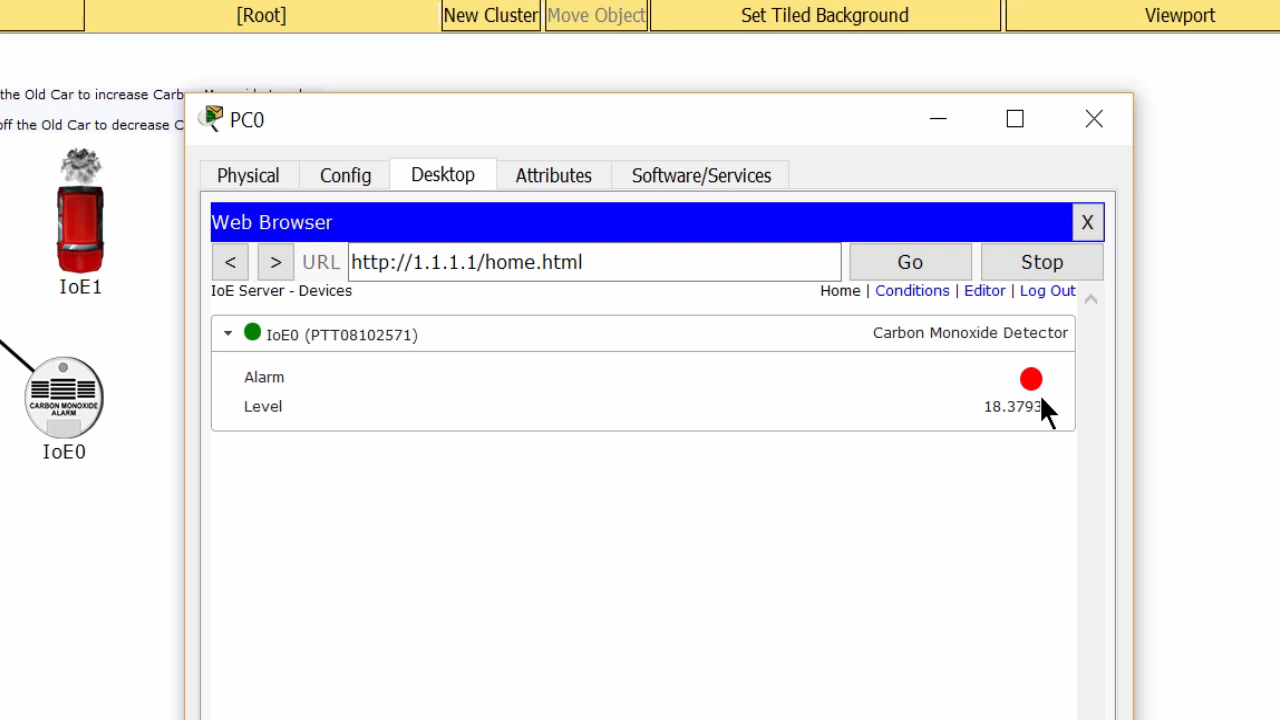 [Root]
New Cluster
Move Object
Set Tiled Background
Viewport
the Old Car to increase Carb
off the Old Car to decrease C
PC0
Physical
Config
Desktop
Attributes
Software/Services
Web Browser
X
<
>
URL
http://1.1.1.1/home.html
Go
Stop
IoE Server - Devices
Home | Conditions | Editor | Log Out
IoE0 (PTT08102571)
Carbon Monoxide Detector
Alarm
Level
18.3793
IoE1
CARBON MONOXIDE
ALARM
IoE0